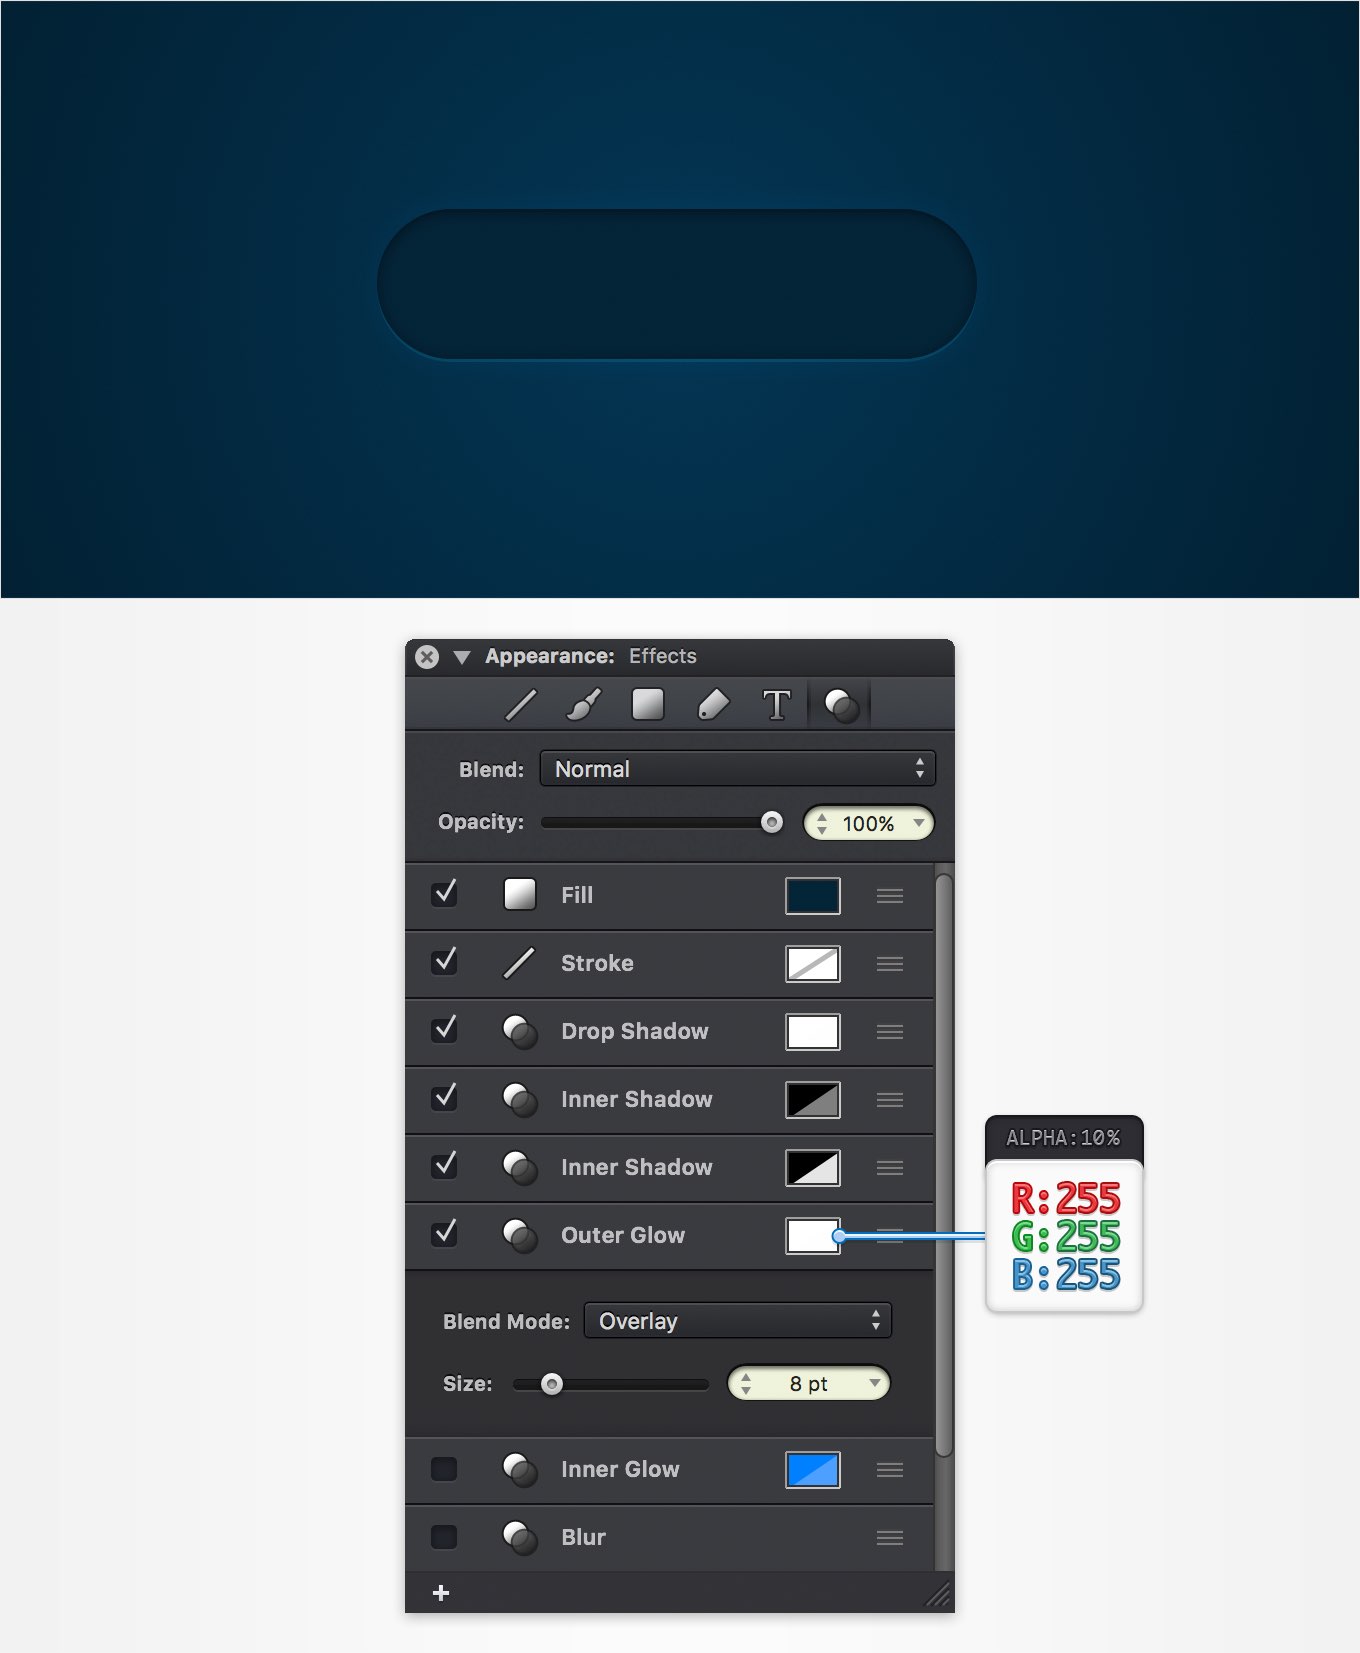 Appearance: Effects
T
Blend: Normal
Opacity: 100%
Fill
Stroke
Drop Shadow
Inner Shadow
Inner Shadow
Outer Glow
ALPHA:10%
R:255
G:255
B:255
Blend Mode: Overlay
Size: 8 pt
Inner Glow
Blur
+